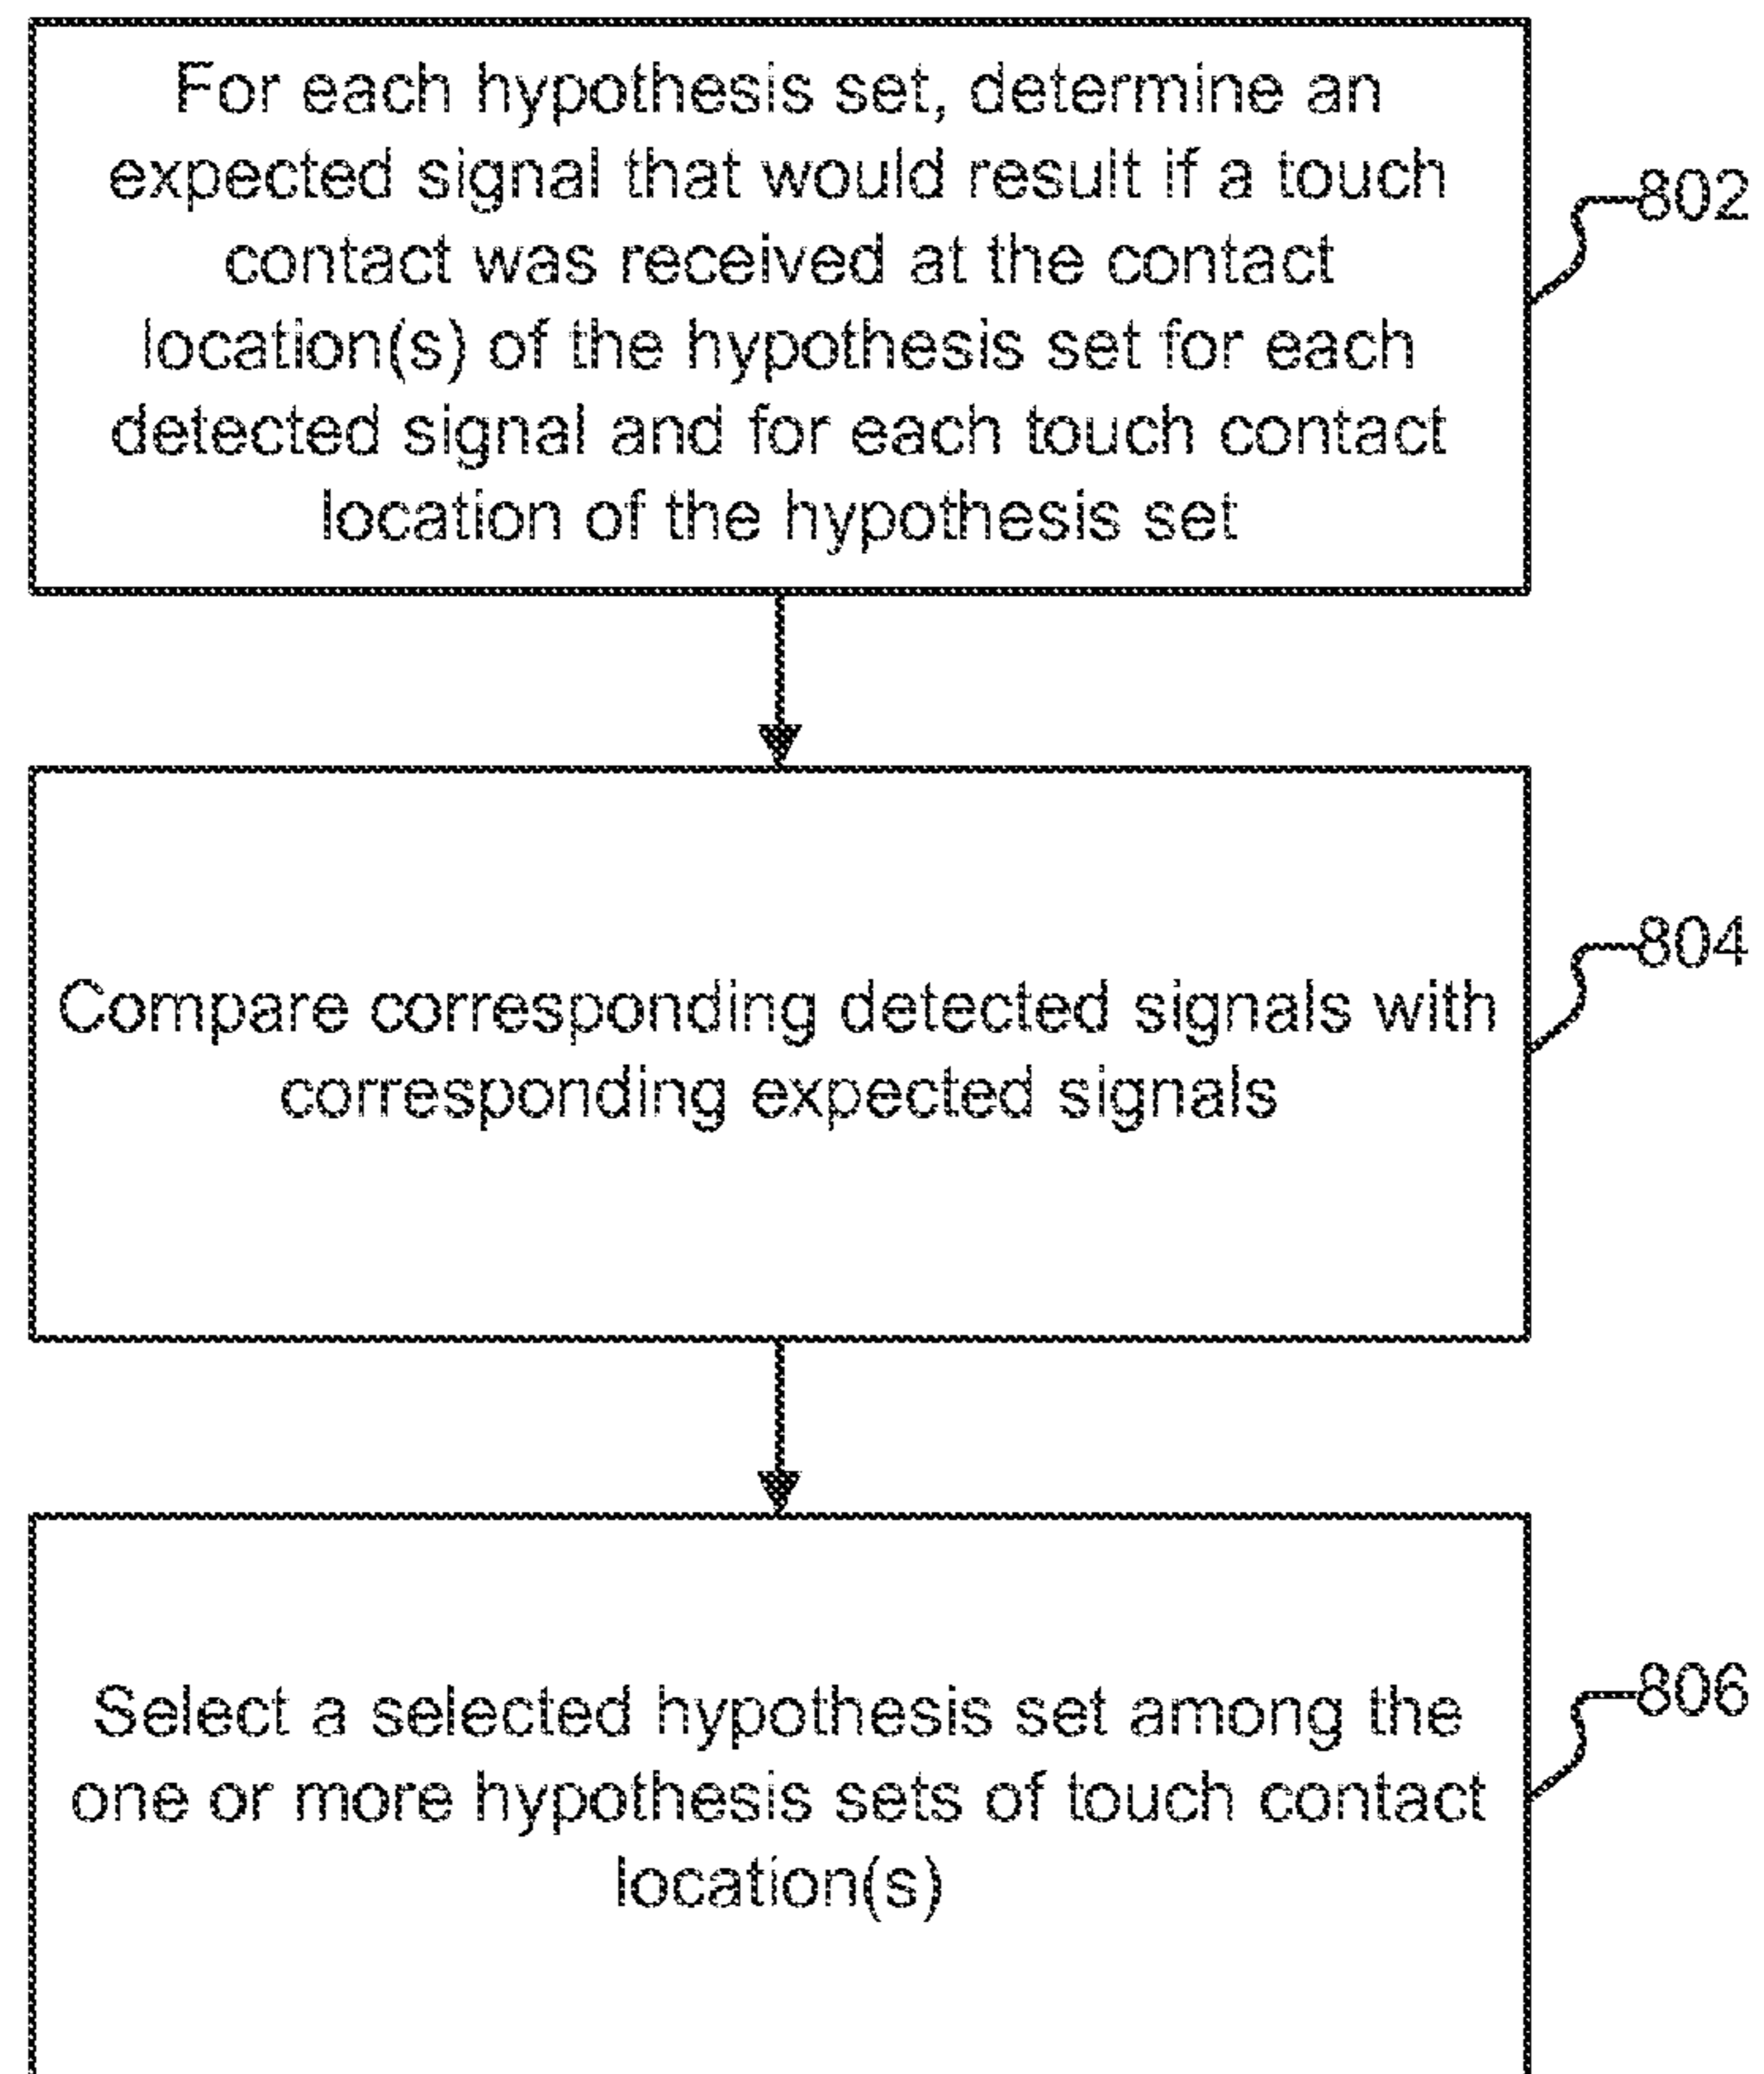 For each hypothesis set, determine an
expected signal that would result if a touch
contact was received at the contact
location(s) of the hypothesis set for each
detected signal and for each touch contact
location of the hypothesis set
802
Compare corresponding detected signals with
corresponding expected signals
804
Select a selected hypothesis set among the
one or more hypothesis sets of touch contact
location(s)
806